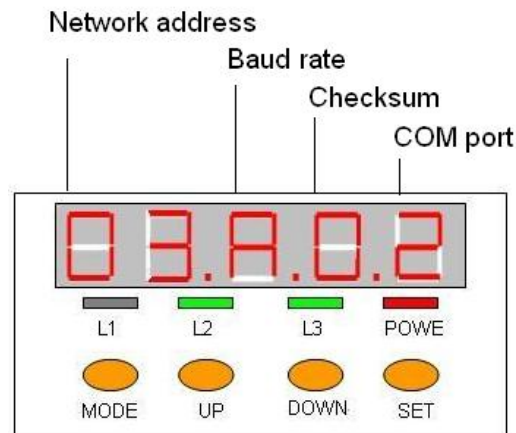 Network address
Baud rate
Checksum
COM port
03.A.0.2
L1 L2 L3 POWE
MODE UP DOWN SET